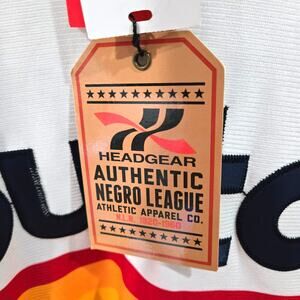 HEADGEAR
AUTHENTIC
NEGRO LEAGUE
ATHLETIC APPAREL CO.
N.L.N. 1920-1960